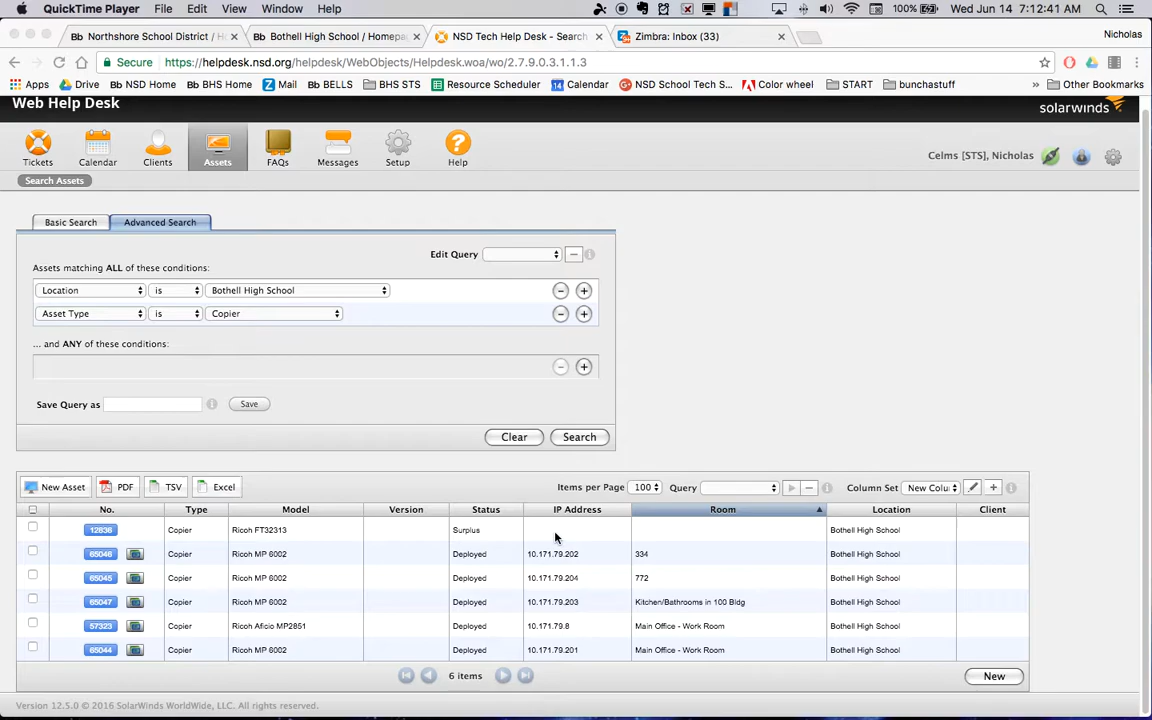 QuickTime Player File Edit View Window Help 100% Wed Jun 14 7:12:41 AM
Northshore School District / H Bothell High School / Homepa NSD Tech Help Desk - Search Zimbra: Inbox (33) Nicholas
Secure https://helpdesk.nsd.org/helpdesk/WebObjects/Helpdesk.woa/wo/2.7.9.0.3.1.1.3
Apps Drive Bb NSD Home Bb BHS Home Mail Bb BELLS BHS STS Resource Scheduler 14 Calendar NSD School Tech S... Color wheel START bunchastuff » Other Bookmarks
Web Help Desk solarwinds
Tickets Calendar Clients Assets FAQs Messages Setup Help Celms [STS], Nicholas
Search Assets
Basic Search Advanced Search
Edit Query
Assets matching ALL of these conditions:
Location is Bothell High School
Asset Type is Copier
... and ANY of these conditions:
Save Query as Save
Clear Search
New Asset PDF TSV Excel Items per Page 100 Query Column Set New Colu
No. Type Model Version Status IP Address Room Location Client
12836 Copier Ricoh FT32313 Surplus Bothell High School
65046 Copier Ricoh MP 6002 Deployed 10.171.79.202 334 Bothell High School
65045 Copier Ricoh MP 6002 Deployed 10.171.79.204 772 Bothell High School
65047 Copier Ricoh MP 6002 Deployed 10.171.79.203 Kitchen/Bathrooms in 100 Bldg Bothell High School
57323 Copier Ricoh Aficio MP2851 Deployed 10.171.79.8 Main Office - Work Room Bothell High School
65044 Copier Ricoh MP 6002 Deployed 10.171.79.201 Main Office - Work Room Bothell High School
6 items New
Version 12.5.0 © 2016 SolarWinds WorldWide, LLC. All rights reserved.